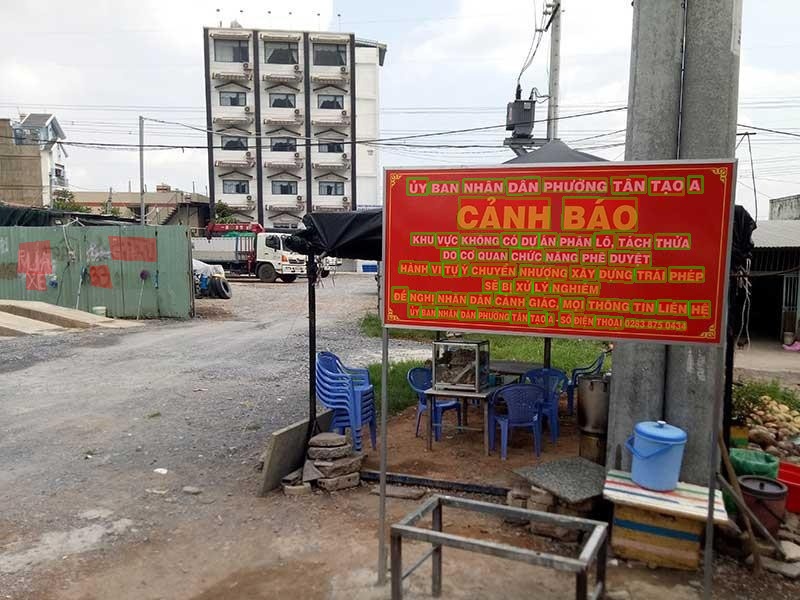 ỦY BAN NHÂN DÂN PHƯỜNG TÂN TẠO A
CẢNH BÁO
KHU VỰC KHÔNG CÓ DỰ ÁN PHÂN LÔ, TÁCH THỬA
DO CƠ QUAN CHỨC NĂNG PHÊ DUYỆT
HÀNH VI TỰ Ý CHUYỂN NHƯỢNG XÂY DỰNG TRÁI PHÉP
SẼ BỊ XỬ LÝ NGHIÊM
ĐỀ NGHỊ NHÂN DÂN CẢNH GIÁC, MỌI THÔNG TIN LIÊN HỆ
ỦY BAN NHÂN DÂN PHƯỜNG TÂN TẠO A - SỐ ĐIỆN THOẠI 0283 875 0434
RỬA
XE